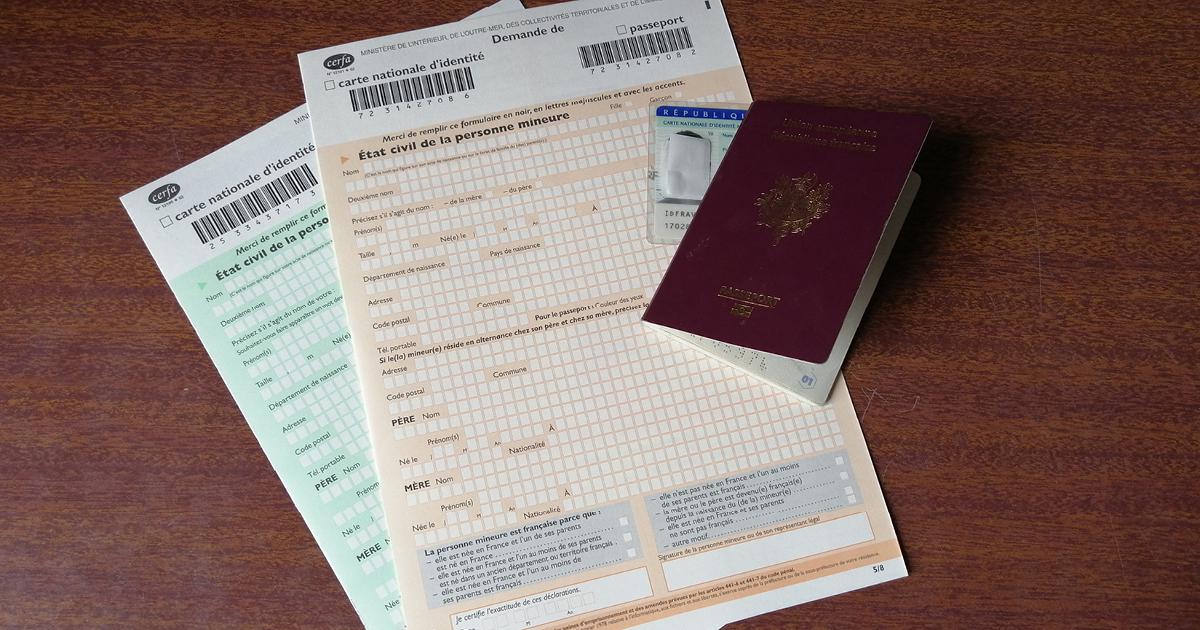 cerfa
MINISTÈRE DE L'INTÉRIEUR, DE L'OUTRE-MER, DES COLLECTIVITÉS TERRITORIALES ET DE L'IMM
Demande de
carte nationale d'identité
passeport
7 2 3 1 4 2 7 0 8 6
7 2 3 1 4 2 7 0 8 2
Merci de remplir ce formulaire en noir, en lettres majuscules et avec les accents.
État civil de la personne mineure
Fille
Garçon
Nom
Deuxième nom
Précisez s'il s'agit du nom :
– de la mère
– du père
Prénom(s)
Taille
m
Né(e) le
M
An
À
Département de naissance
Pays de naissance
Adresse
Code postal
Commune
Tél. portable
Pour le passeport : Couleur des yeux
Si le(la) mineur(e) réside en alternance chez son père et chez sa mère, précisez
Adresse
Code postal
Commune
PÈRE
Nom
Prénom(s)
Né le
J
An
À
Nationalité
MÈRE
Nom
Prénom(s)
Née le
J
M
An
À
Nationalité
La personne mineure est française parce que :
– elle est née en France et l'un de ses parents
est né en France
– elle est née en France et l'un au moins de ses parents
est né dans un ancien département ou territoire français
– elle est née en France et l'un au moins de
ses parents est français
– elle n'est pas née en France et l'un au moins
de ses parents est français
– la mère ou le père est devenu(e) français(e)
depuis la naissance du (de la) mineur(e)
– elle est née en France et ses parents
ne sont pas français
– autre motif
Je certifie l'exactitude de ces déclarations.
Signature de la personne mineure ou de son représentant légal
5/8
cerfa
MINI
carte nationale d'identité
2 5 3 3 4 3 7 1 7 3
Merci de remplir ce form
État civil de la perso
Nom
Deuxième nom
Précisez s'il s'agit du nom de votre :
Souhaitez-vous faire apparaître un mot dev
Prénom(s)
Taille
m
Né(e)
Département de naissance
Adresse
Code postal
Tél. portable
PÈRE
Nom
Prénom
Né le
J
MÈRE
Nom
RÉPUBLIQU
CARTE NATIONALE D'IDENTITÉ
IDFRAV
1702
Union européenne
République française
PASSEPORT
01